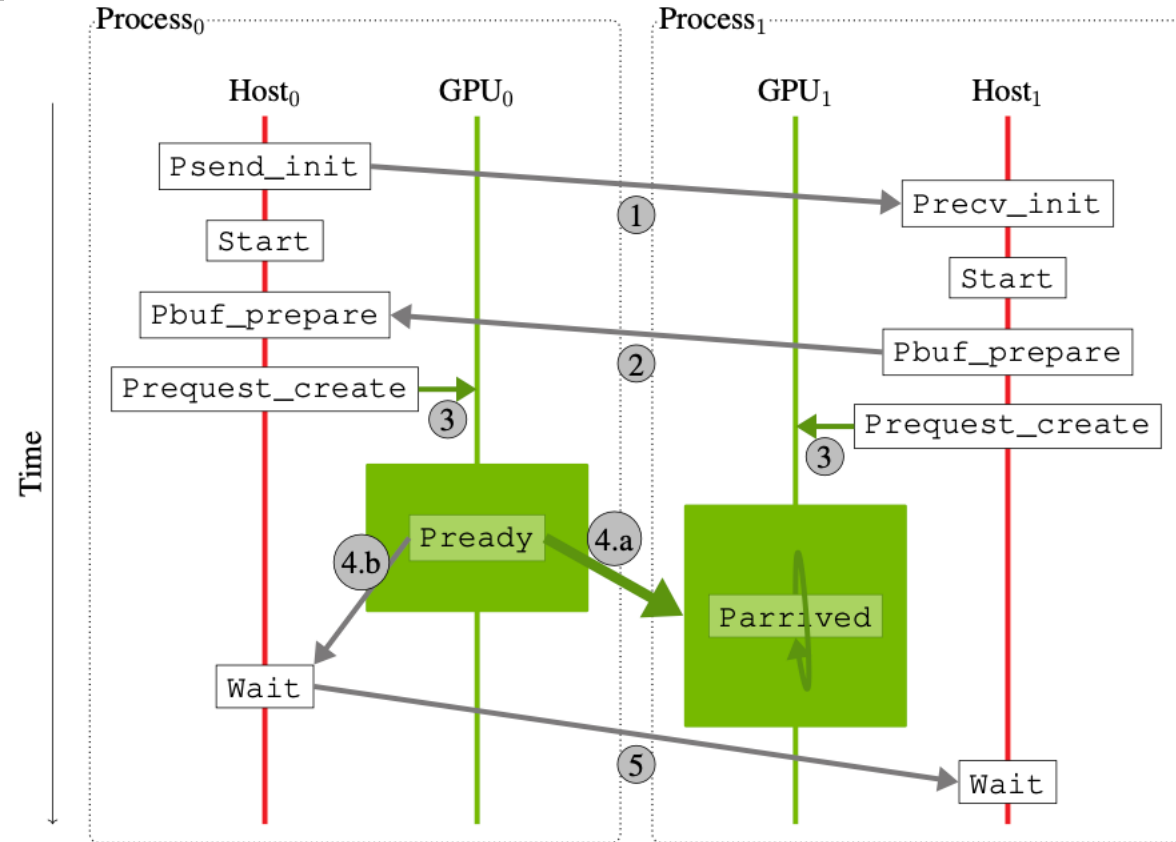 Process₀
Process₁
Host₀
GPU₀
GPU₁
Host₁
Psend_init
Precv_init
1
Start
Start
Pbuf_prepare
Pbuf_prepare
2
Prequest_create
3
Prequest_create
3
Time
Pready
4.a
4.b
Parrived
Wait
5
Wait